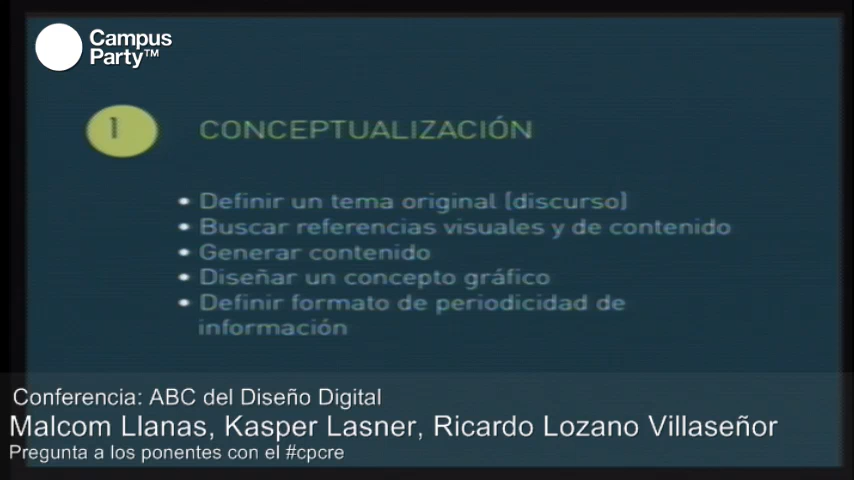 Campus
Party™
1
CONCEPTUALIZACIÓN
• Definir un tema original (discurso)
• Buscar referencias visuales y de contenido
• Generar contenido
• Diseñar un concepto gráfico
• Definir formato de periodicidad de
información
Conferencia: ABC del Diseño Digital
Malcom Llanas, Kasper Lasner, Ricardo Lozano Villaseñor
Pregunta a los ponentes con el #cpcre